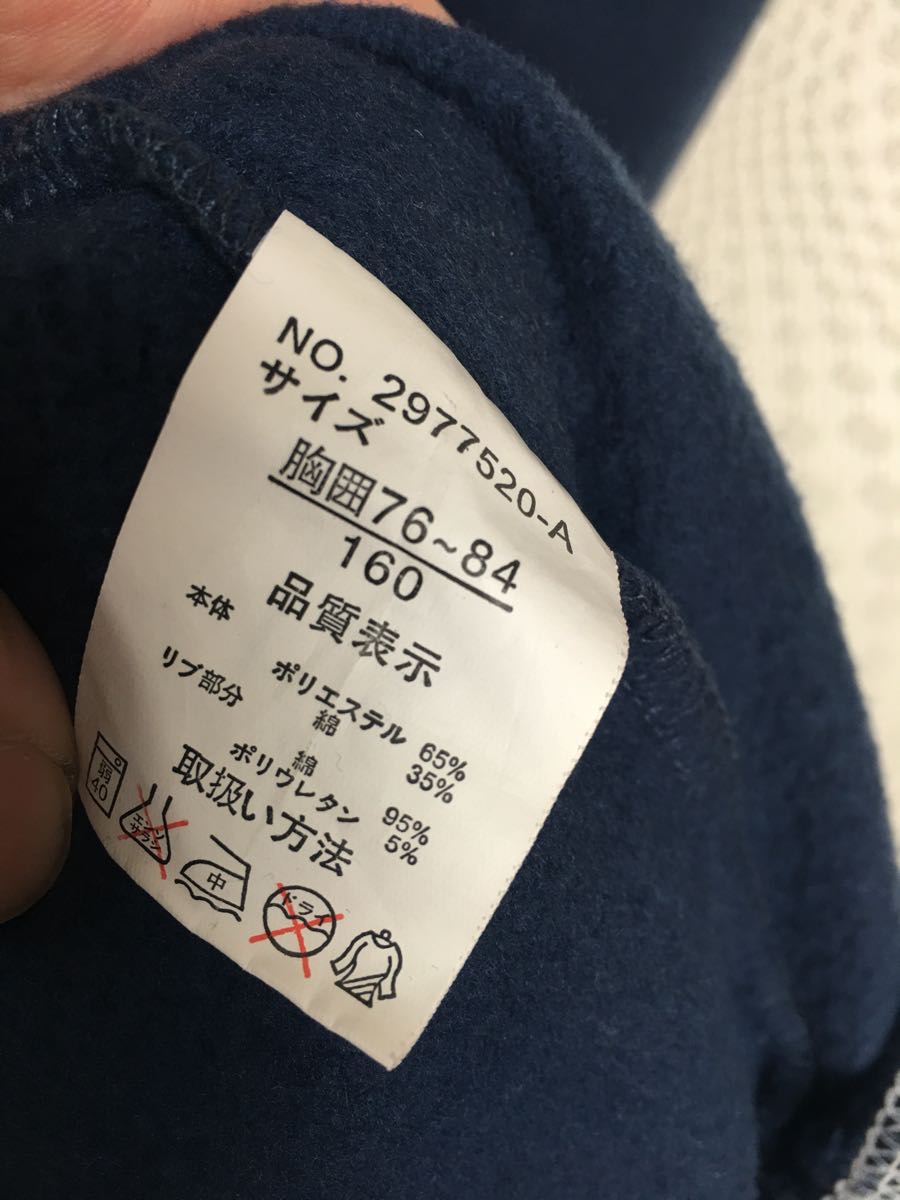 NO. 2977520-A
サイズ
胸囲76~84
160
品質表示
本体 ポリエステル 65%
綿 35%
リブ部分 綿 95%
ポリウレタン 5%
取扱い方法
弱
40
エンソ
サラシ
中
ドライ